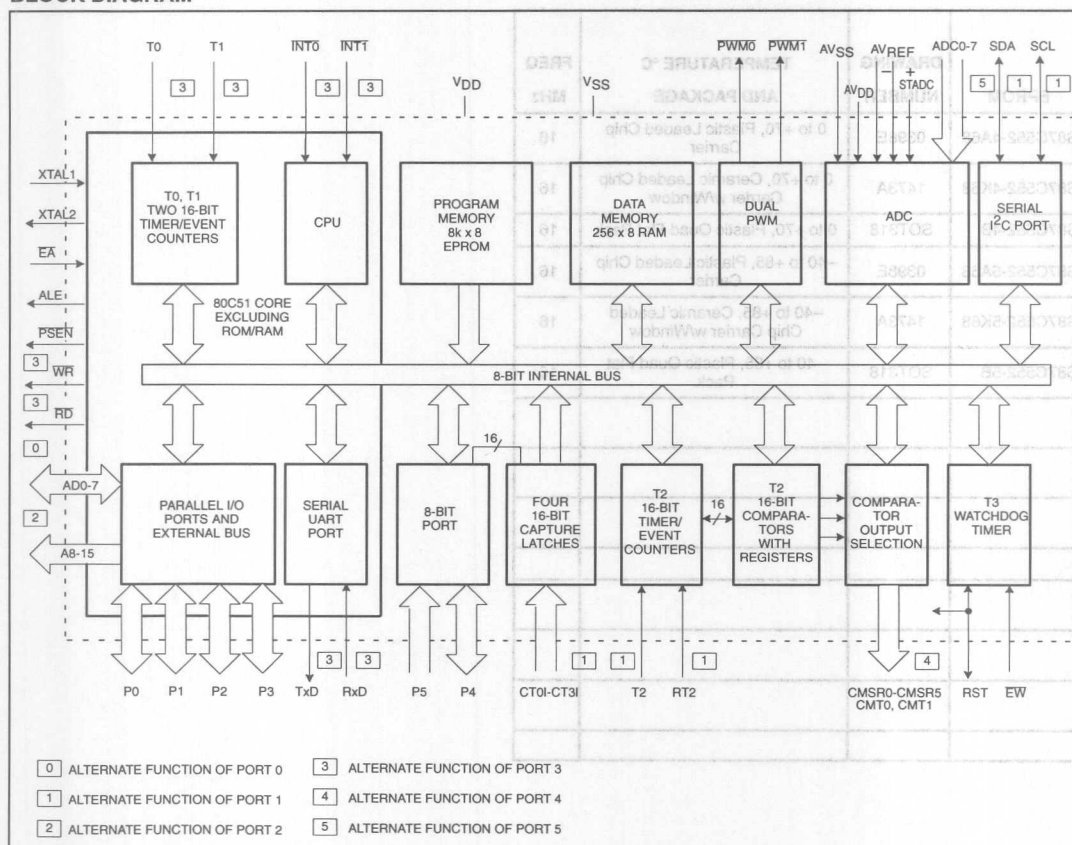 BLOCK DIAGRAM
T0 T1 INT0 INT1 PWM0 PWM1 AVSS AVREF ADC0-7 SDA SCL
− +
3 3 3 3 VDD VSS AVDD STADC 5 1 1
XTAL1
XTAL2
EA
ALE
PSEN
3
WR
3
RD
0
AD0-7
2
A8-15
T0, T1
TWO 16-BIT
TIMER/EVENT
COUNTERS
CPU
PROGRAM
MEMORY
8k x 8
EPROM
DATA
MEMORY
256 x 8 RAM
DUAL
PWM
ADC
SERIAL
I2C PORT
80C51 CORE
EXCLUDING
ROM/RAM
8-BIT INTERNAL BUS
PARALLEL I/O
PORTS AND
EXTERNAL BUS
SERIAL
UART
PORT
8-BIT
PORT
16
FOUR
16-BIT
CAPTURE
LATCHES
T2
16-BIT
TIMER/
EVENT
COUNTERS
16
T2
16-BIT
COMPARA-
TORS
WITH
REGISTERS
COMPARA-
TOR
OUTPUT
SELECTION
T3
WATCHDOG
TIMER
3 3 1 1 1 4
P0 P1 P2 P3 TxD RxD P5 P4 CT0I-CT3I T2 RT2 CMSR0-CMSR5 RST EW
CMT0, CMT1
0 ALTERNATE FUNCTION OF PORT 0
3 ALTERNATE FUNCTION OF PORT 3
1 ALTERNATE FUNCTION OF PORT 1
4 ALTERNATE FUNCTION OF PORT 4
2 ALTERNATE FUNCTION OF PORT 2
5 ALTERNATE FUNCTION OF PORT 5